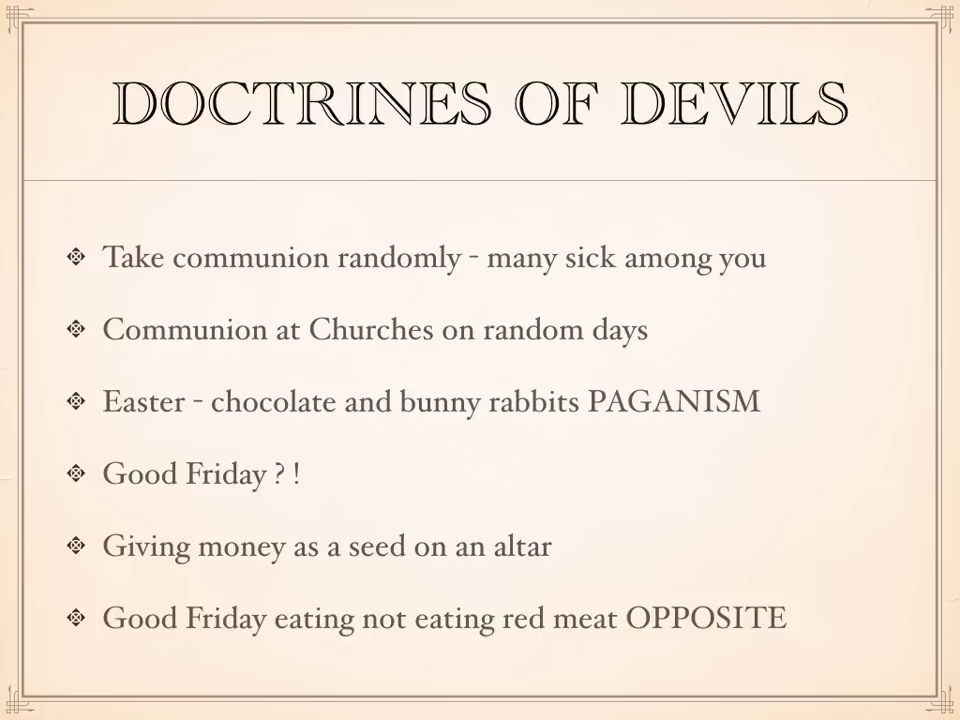 DOCTRINES OF DEVILS
Take communion randomly - many sick among you
Communion at Churches on random days
Easter - chocolate and bunny rabbits PAGANISM
Good Friday ? !
Giving money as a seed on an altar
Good Friday eating not eating red meat OPPOSITE